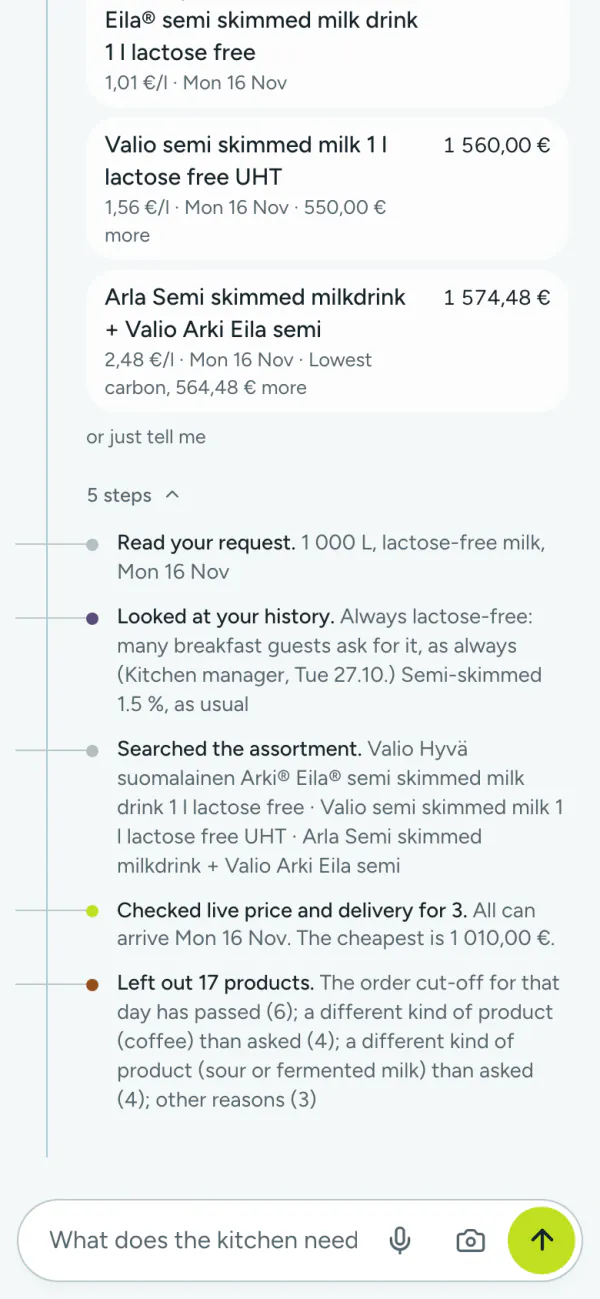 Eila® semi skimmed milk drink
1 l lactose free
1,01 €/l · Mon 16 Nov
Valio semi skimmed milk 1 l
lactose free UHT
1 560,00 €
1,56 €/l · Mon 16 Nov · 550,00 €
more
Arla Semi skimmed milkdrink
+ Valio Arki Eila semi
1 574,48 €
2,48 €/l · Mon 16 Nov · Lowest
carbon, 564,48 € more
or just tell me
5 steps
Read your request. 1 000 L, lactose-free milk,
Mon 16 Nov
Looked at your history. Always lactose-free:
many breakfast guests ask for it, as always
(Kitchen manager, Tue 27.10.) Semi-skimmed
1.5 %, as usual
Searched the assortment. Valio Hyvä
suomalainen Arki® Eila® semi skimmed milk
drink 1 l lactose free · Valio semi skimmed milk 1
l lactose free UHT · Arla Semi skimmed
milkdrink + Valio Arki Eila semi
Checked live price and delivery for 3. All can
arrive Mon 16 Nov. The cheapest is 1 010,00 €.
Left out 17 products. The order cut-off for that
day has passed (6); a different kind of product
(coffee) than asked (4); a different kind of
product (sour or fermented milk) than asked
(4); other reasons (3)
What does the kitchen need